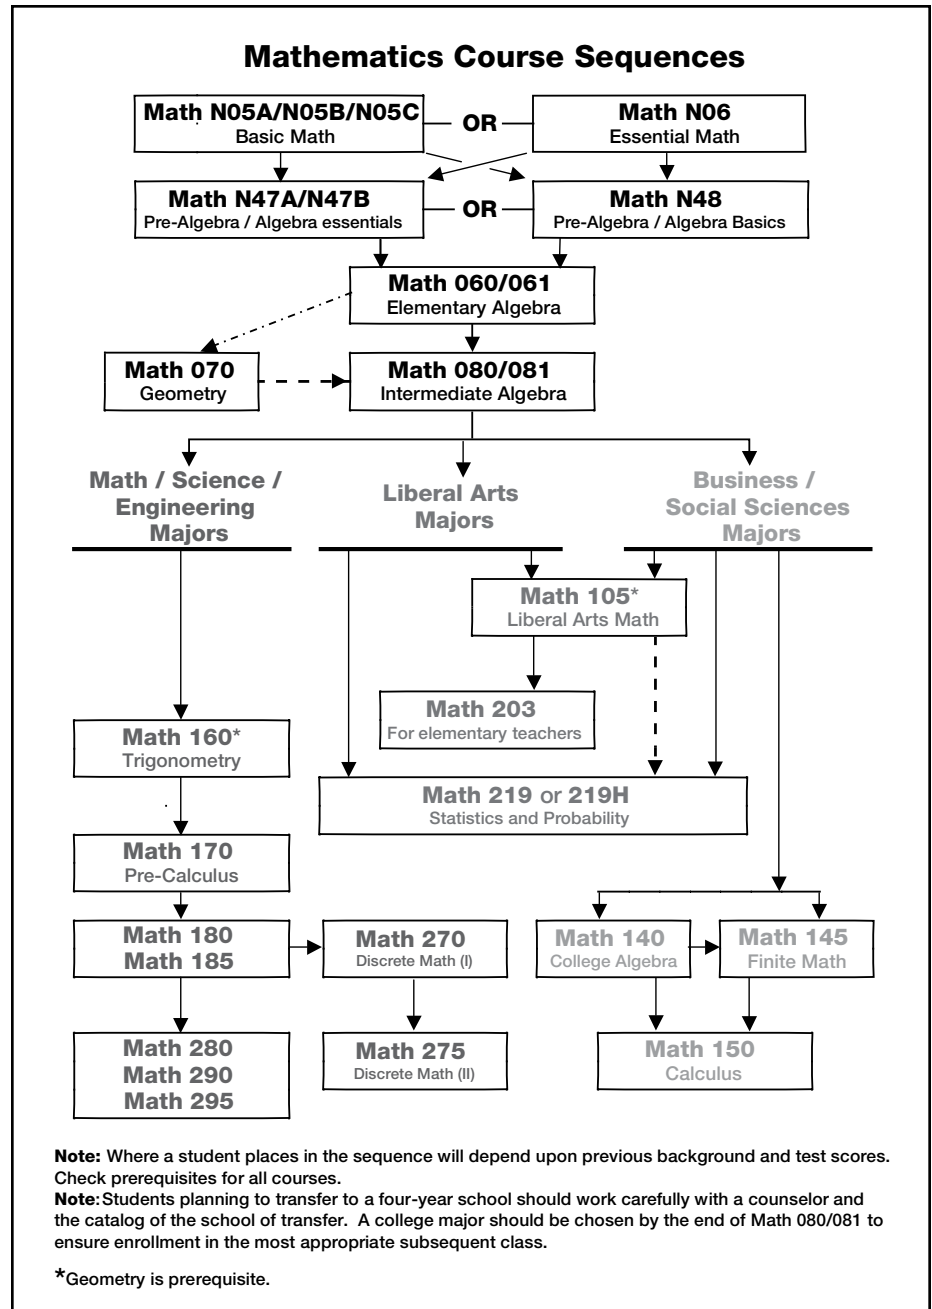 Mathematics Course Sequences
Math N05A/N05B/N05C
Basic Math
OR
Math N06
Essential Math
Math N47A/N47B
Pre-Algebra / Algebra essentials
OR
Math N48
Pre-Algebra / Algebra Basics
Math 060/061
Elementary Algebra
Math 070
Geometry
Math 080/081
Intermediate Algebra
Math / Science /
Engineering
Majors
Liberal Arts
Majors
Business /
Social Sciences
Majors
Math 105*
Liberal Arts Math
Math 203
For elementary teachers
Math 160*
Trigonometry
Math 219 or 219H
Statistics and Probability
Math 170
Pre-Calculus
Math 180
Math 185
Math 270
Discrete Math (I)
Math 140
College Algebra
Math 145
Finite Math
Math 280
Math 290
Math 295
Math 275
Discrete Math (II)
Math 150
Calculus
Note: Where a student places in the sequence will depend upon previous background and test scores.
Check prerequisites for all courses.
Note: Students planning to transfer to a four-year school should work carefully with a counselor and
the catalog of the school of transfer. A college major should be chosen by the end of Math 080/081 to
ensure enrollment in the most appropriate subsequent class.
*Geometry is prerequisite.